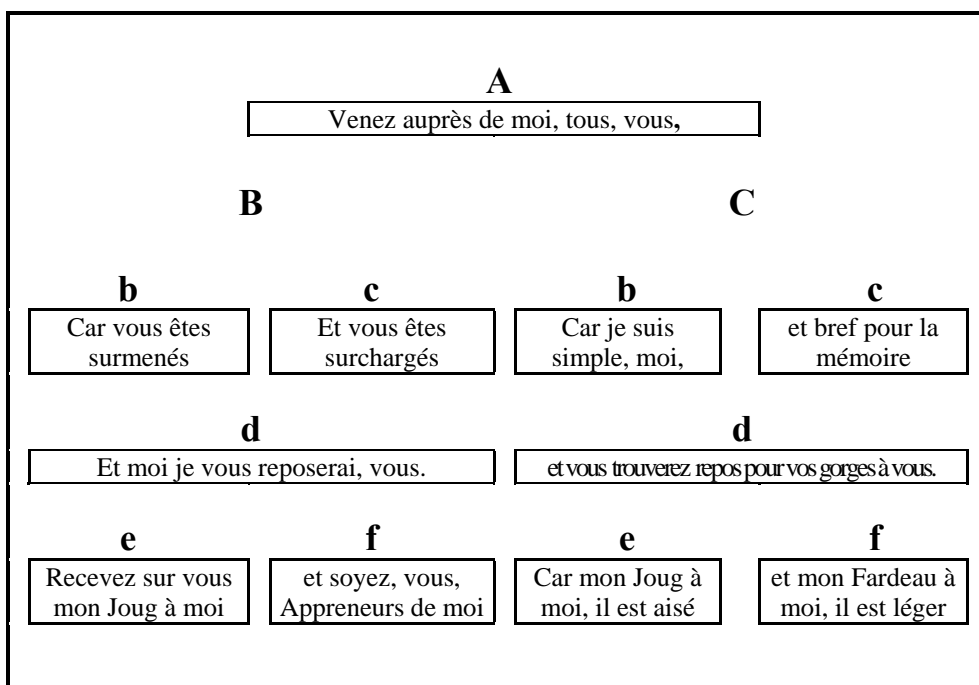 A
Venez auprès de moi, tous, vous,
B
C
b
c
b
c
Car vous êtes
surmenés
Et vous êtes
surchargés
Car je suis
simple, moi,
et bref pour la
mémoire
d
d
Et moi je vous reposerai, vous.
et vous trouverez repos pour vos gorges à vous.
e
f
e
f
Recevez sur vous
mon Joug à moi
et soyez, vous,
Appreneurs de moi
Car mon Joug à
moi, il est aisé
et mon Fardeau à
moi, il est léger